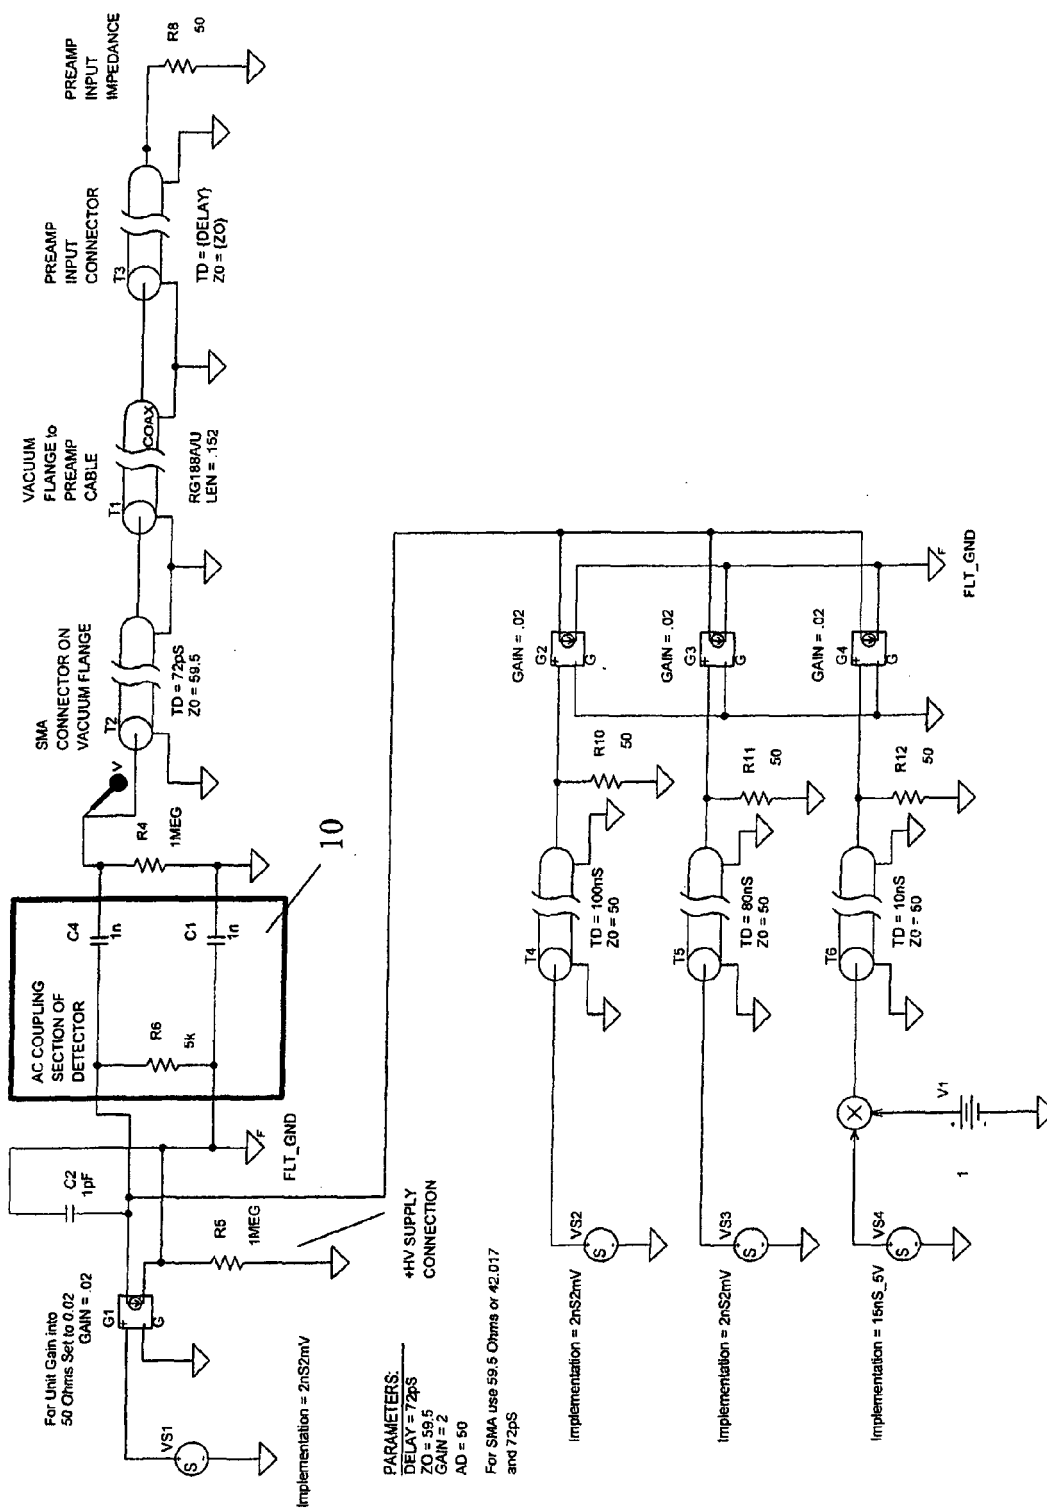 PREAMP
INPUT
IMPEDANCE
R8
50
PREAMP
INPUT
CONNECTOR
T3
TD = {DELAY}
Z0 = {ZO}
VACUUM
FLANGE to
PREAMP
CABLE
T1
COAX
RG188A/U
LEN = .152
SMA
CONNECTOR ON
VACUUM FLANGE
T2
TD = 72pS
Z0 = 59.5
V
R4
1MEG
10
AC COUPLING
SECTION OF
DETECTOR
C4
1n
C1
1n
R6
5k
C2
1pF
F
FLT_GND
R5
1MEG
+HV SUPPLY
CONNECTION
For Unit Gain into
50 Ohms Set to 0.02
GAIN = .02
G1
+
G
VS1
S
Implementation = 2nS2mV
PARAMETERS:
DELAY = 72pS
ZO = 59.5
GAIN = 2
AD = 50
For SMA use 59.5 Ohms or 42.017
and 72pS
GAIN = .02
G2
+
G
R10
50
T4
TD = 100nS
Z0 = 50
VS2
S
Implementation = 2nS2mV
GAIN = .02
G3
+
G
R11
50
T5
TD = 80nS
Z0 = 50
VS3
S
Implementation = 2nS2mV
GAIN = .02
G4
+
G
F
FLT_GND
R12
50
T6
TD = 10nS
Z0 = 50
V1
1
VS4
S
Implementation = 15nS_5V